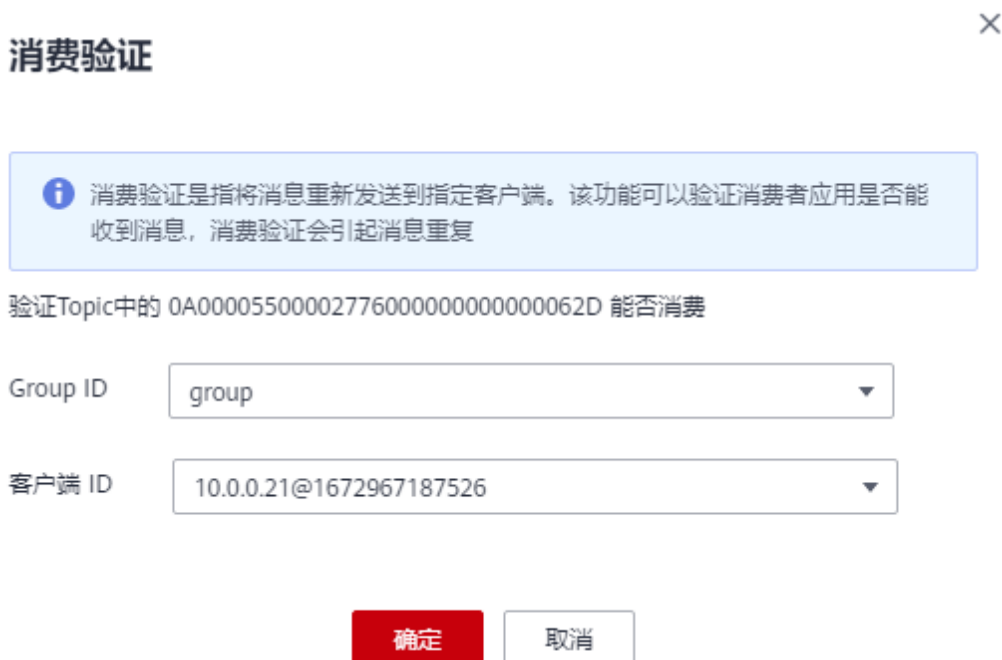 消费验证
消费验证是指将消息重新发送到指定客户端。该功能可以验证消费者应用是否能
收到消息，消费验证会引起消息重复
验证Topic中的 0A00005500002776000000000000062D 能否消费
Group ID
group
客户端 ID
10.0.0.21@1672967187526
确定
取消